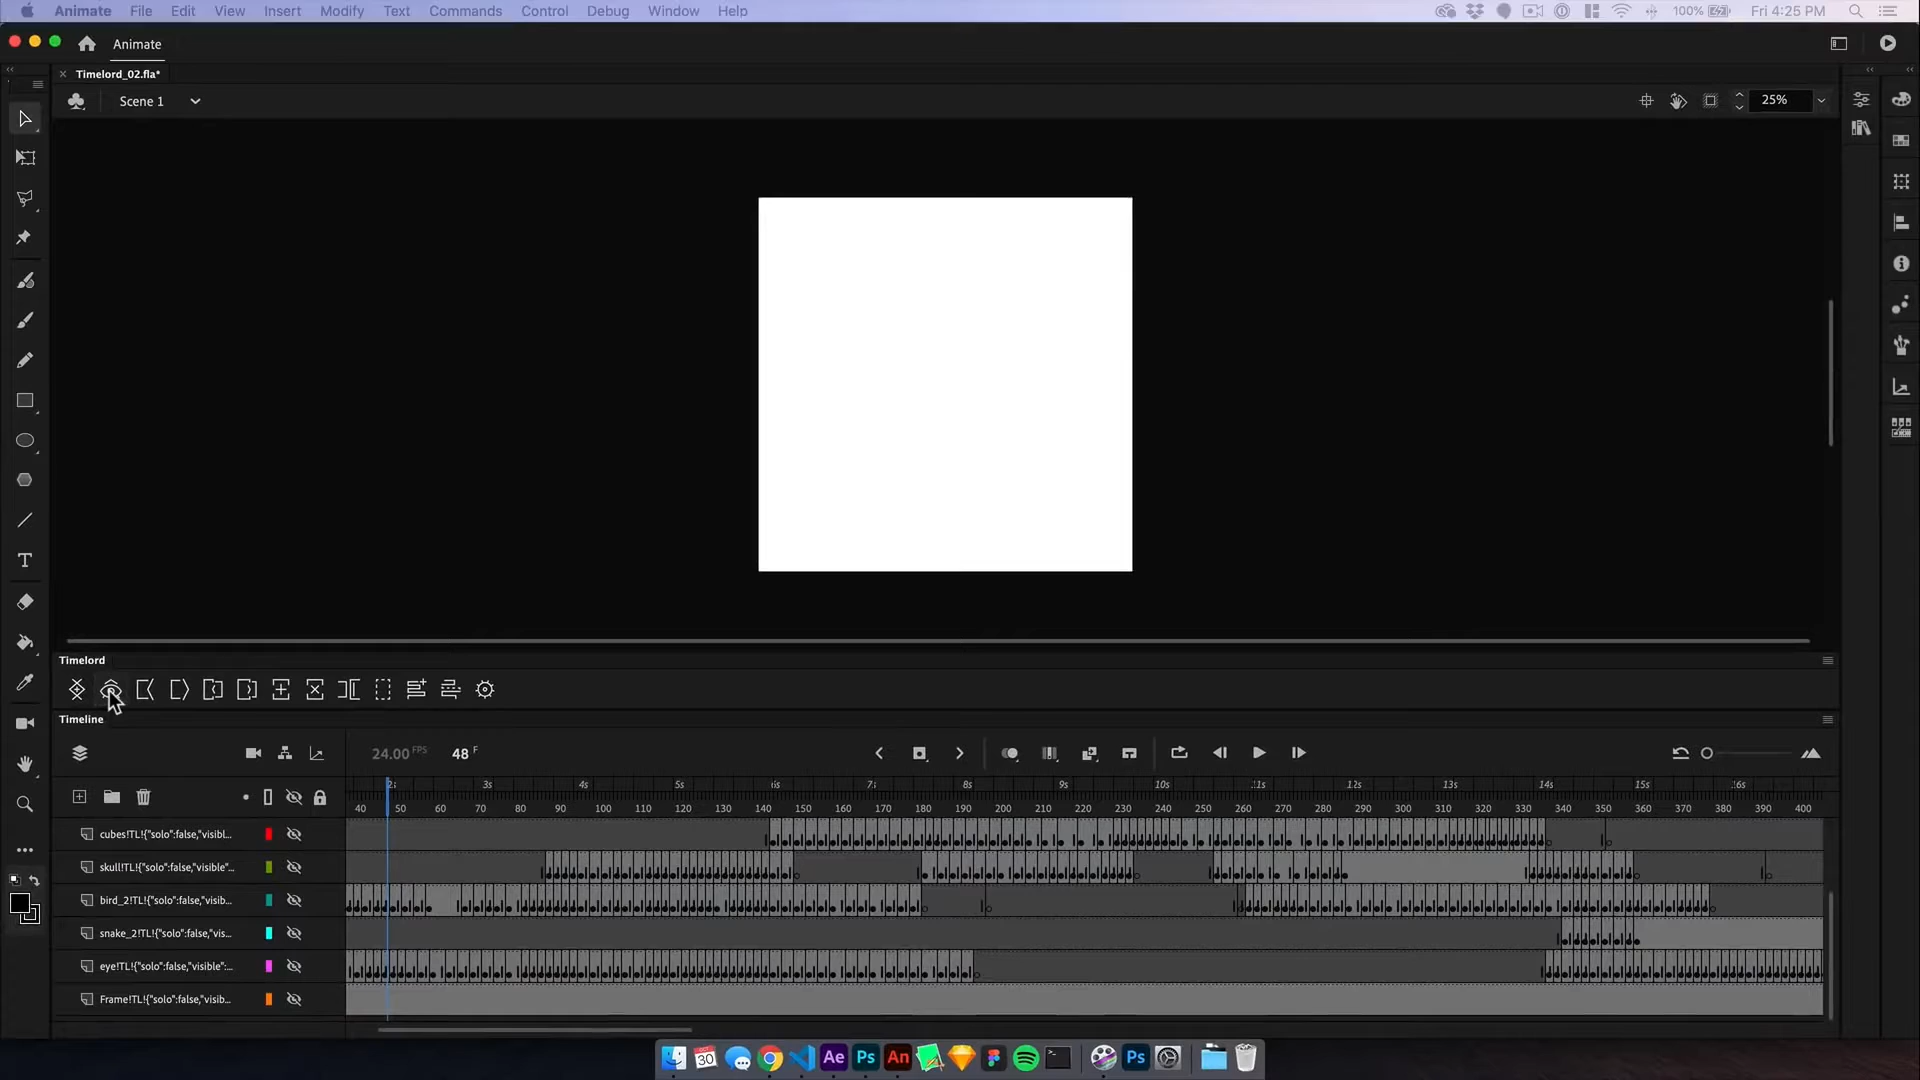 Animate File Edit View Insert Modify Text Commands Control Debug Window Help 100% Fri 4:25 PM
Animate
Timelord_02.fla*
Scene 1 25%
T
Timelord
Timeline
24.00 FPS 48 F
2s 3s 4s 5s 6s 7s 8s 9s 10s 11s 12s 13s 14s 15s 16s
40 50 60 70 80 90 100 110 120 130 140 150 160 170 180 190 200 210 220 230 240 250 260 270 280 290 300 310 320 330 340 350 360 370 380 390 400
cubes!TL!{"solo":false,"visibl...
skull!TL!{"solo":false,"visible"...
bird_2!TL!{"solo":false,"visib...
snake_2!TL!{"solo":false,"vis...
eye!TL!{"solo":false,"visible":...
Frame!TL!{"solo":false,"visib...
30 Ae Ps An Ps